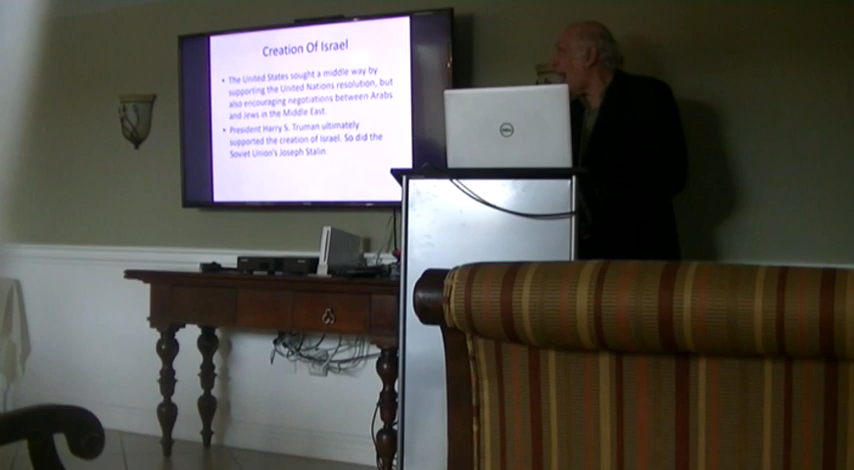 Creation Of Israel
• The United States sought a middle way by
supporting the United Nations resolution, but
also encouraging negotiations between Arabs
and Jews in the Middle East.
• President Harry S. Truman ultimately
supported the creation of Israel. So did the
Soviet Union's Joseph Stalin.
DELL